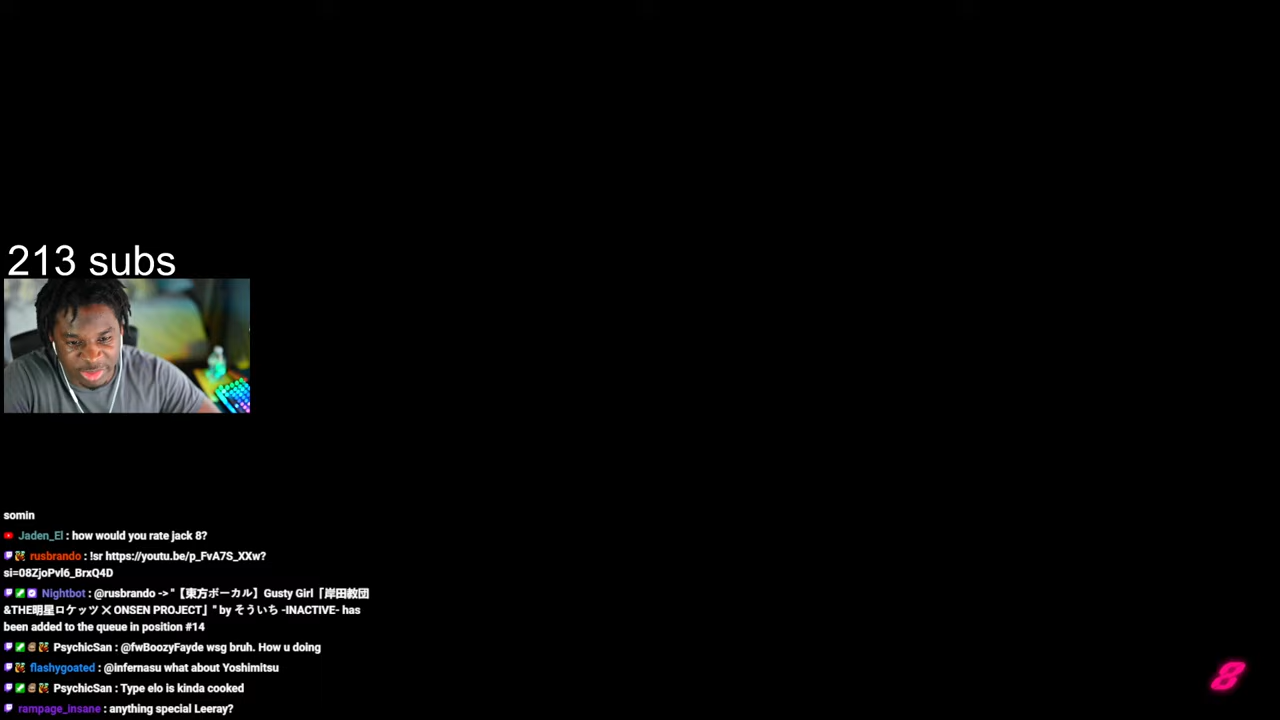 213 subs
somin
Jaden_El : how would you rate jack 8?
rusbrando : !sr https://youtu.be/p_FvA7S_XXw?
si=08ZjoPvl6_BrxQ4D
Nightbot : @rusbrando -> "【東方ボーカル】Gusty Girl「岸田教団
&THE明星ロケッツ × ONSEN PROJECT」" by そういち -INACTIVE- has
been added to the queue in position #14
PsychicSan : @fwBoozyFayde wsg bruh. How u doing
flashygoated : @infernasu what about Yoshimitsu
PsychicSan : Type elo is kinda cooked
rampage_insane : anything special Leeray?
8